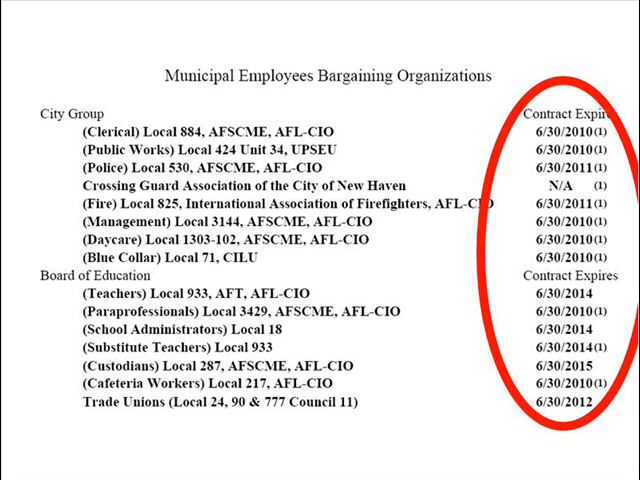 Municipal Employees Bargaining Organizations
City Group Contract Expires
(Clerical) Local 884, AFSCME, AFL-CIO 6/30/2010(1)
(Public Works) Local 424 Unit 34, UPSEU 6/30/2010(1)
(Police) Local 530, AFSCME, AFL-CIO 6/30/2011(1)
Crossing Guard Association of the City of New Haven N/A (1)
(Fire) Local 825, International Association of Firefighters, AFL-CIO 6/30/2011(1)
(Management) Local 3144, AFSCME, AFL-CIO 6/30/2010(1)
(Daycare) Local 1303-102, AFSCME, AFL-CIO 6/30/2010(1)
(Blue Collar) Local 71, CILU 6/30/2010(1)
Board of Education Contract Expires
(Teachers) Local 933, AFT, AFL-CIO 6/30/2014
(Paraprofessionals) Local 3429, AFSCME, AFL-CIO 6/30/2010(1)
(School Administrators) Local 18 6/30/2014
(Substitute Teachers) Local 933 6/30/2014(1)
(Custodians) Local 287, AFSCME, AFL-CIO 6/30/2015
(Cafeteria Workers) Local 217, AFL-CIO 6/30/2010(1)
Trade Unions (Local 24, 90 & 777 Council 11) 6/30/2012